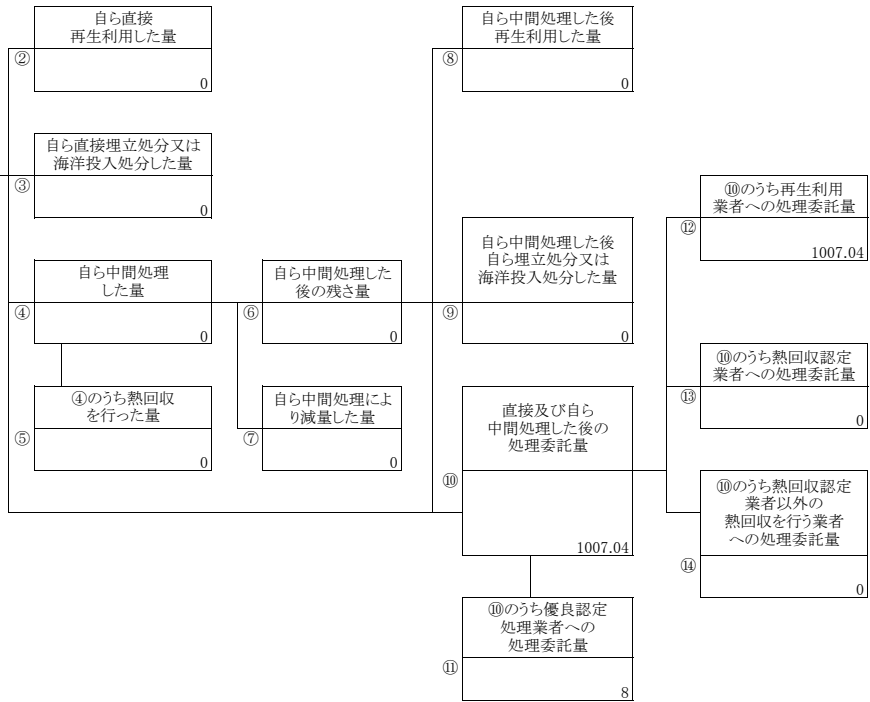 自ら直接
再生利用した量
②
0
自ら直接埋立処分又は
海洋投入処分した量
③
0
自ら中間処理
した量
④
0
④のうち熱回収
を行った量
⑤
0
自ら中間処理した
後の残さ量
⑥
0
自ら中間処理によ
り減量した量
⑦
0
自ら中間処理した後
再生利用した量
⑧
0
自ら中間処理した後
自ら埋立処分又は
海洋投入処分した量
⑨
0
直接及び自ら
中間処理した後の
処理委託量
⑩
1007.04
⑩のうち優良認定
処理業者への
処理委託量
⑪
8
⑩のうち再生利用
業者への処理委託量
⑫
1007.04
⑩のうち熱回収認定
業者への処理委託量
⑬
0
⑩のうち熱回収認定
業者以外の
熱回収を行う業者
への処理委託量
⑭
0